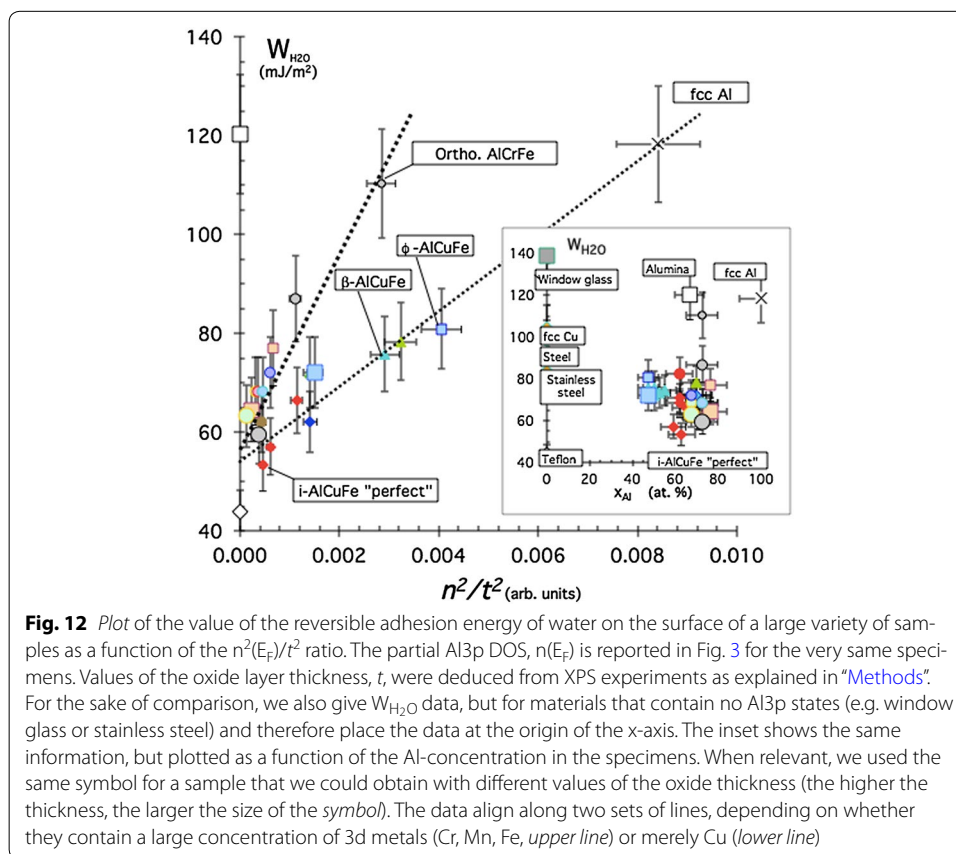 140
W_H2O
(mJ/m²)
120
100
80
60
40
fcc Al
Ortho. AlCrFe
ϕ-AlCuFe
β-AlCuFe
i-AlCuFe "perfect"
W_H2O
140
120
100
80
60
40
Window glass
Alumina
fcc Al
fcc Cu
Steel
Stainless
steel
Teflon
i-AlCuFe "perfect"
0 20 40 60 80 100
x_Al (at. %)
0.000 0.002 0.004 0.006 0.008 0.010
n²/t² (arb. units)
Fig. 12 Plot of the value of the reversible adhesion energy of water on the surface of a large variety of sam-
ples as a function of the n²(E_F)/t² ratio. The partial Al3p DOS, n(E_F) is reported in Fig. 3 for the very same speci-
mens. Values of the oxide layer thickness, t, were deduced from XPS experiments as explained in “Methods”.
For the sake of comparison, we also give W_H₂O data, but for materials that contain no Al3p states (e.g. window
glass or stainless steel) and therefore place the data at the origin of the x-axis. The inset shows the same
information, but plotted as a function of the Al-concentration in the specimens. When relevant, we used the
same symbol for a sample that we could obtain with different values of the oxide thickness (the higher the
thickness, the larger the size of the symbol). The data align along two sets of lines, depending on whether
they contain a large concentration of 3d metals (Cr, Mn, Fe, upper line) or merely Cu (lower line)